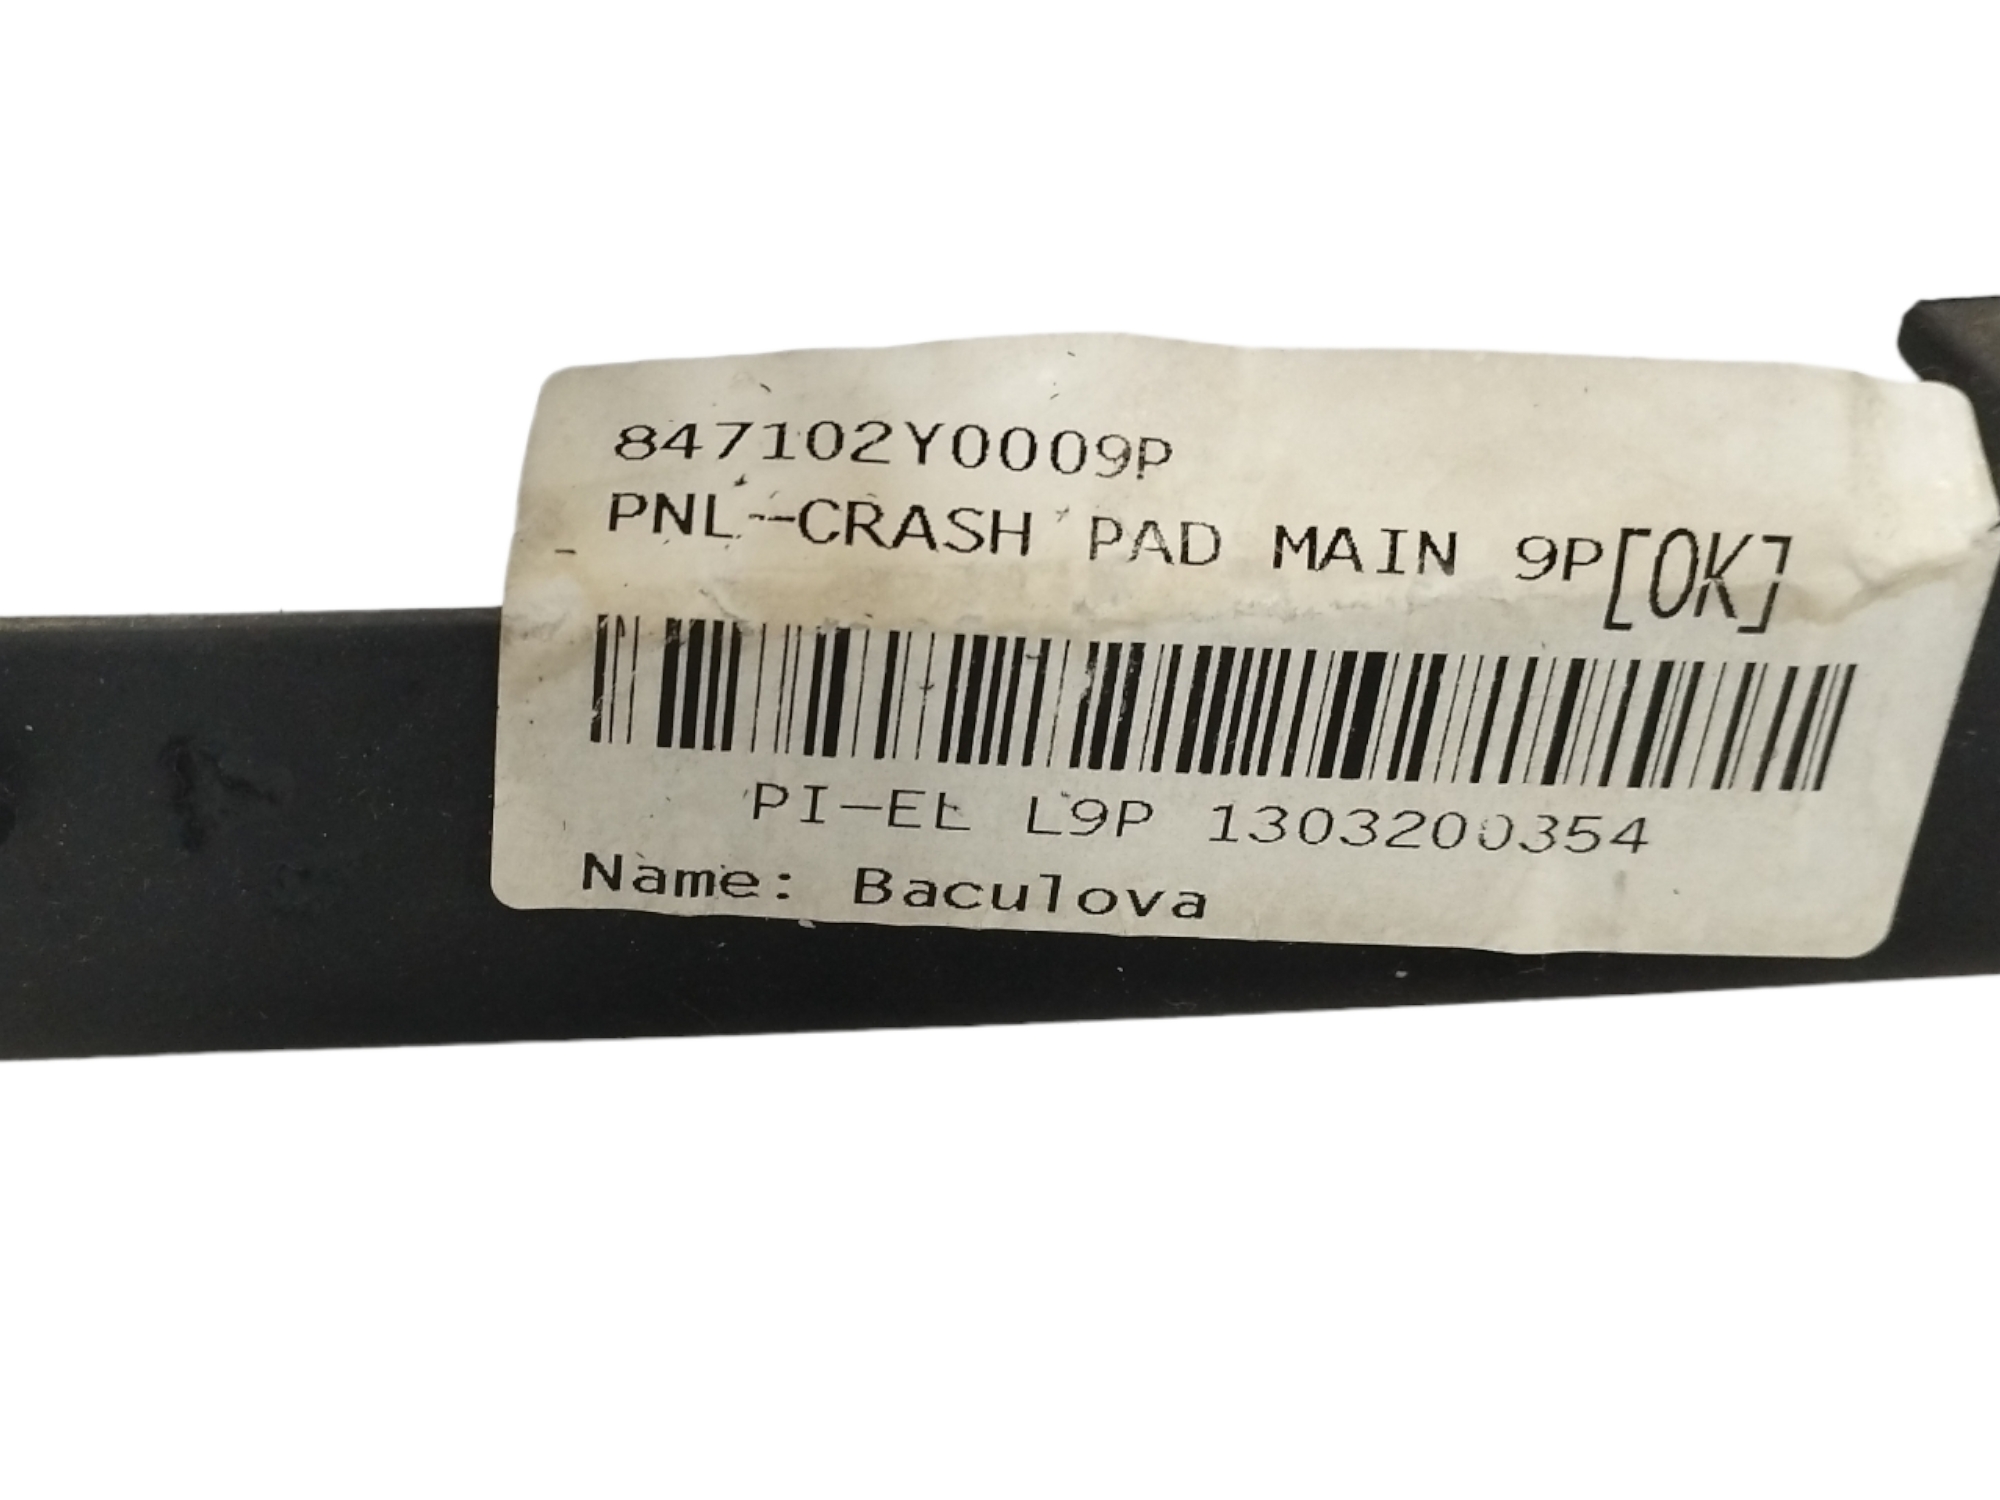 847102Y0009P
PNL-CRASH PAD MAIN 9P[OK]
PI-EL L9P 1303200354
Name: Baculova